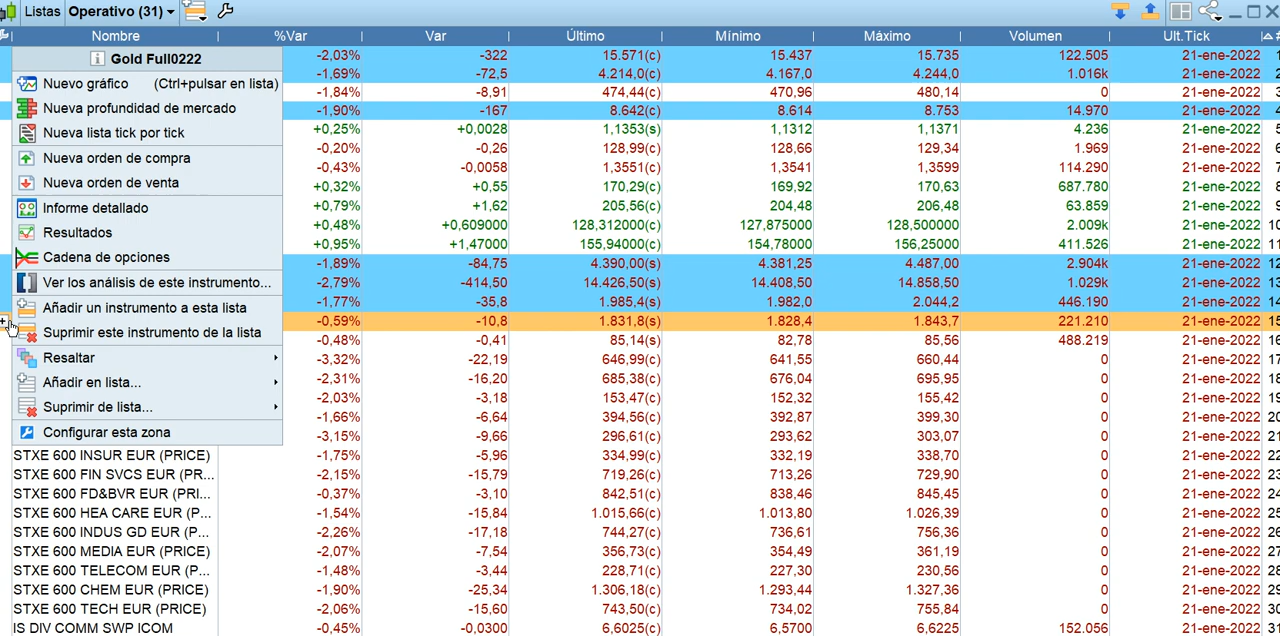 Listas Operativo (31)
Nombre %Var Var Último Mínimo Máximo Volumen Ult.Tick #
Gold Full0222
Nuevo gráfico (Ctrl+pulsar en lista)
Nueva profundidad de mercado
Nueva lista tick por tick
Nueva orden de compra
Nueva orden de venta
Informe detallado
Resultados
Cadena de opciones
Ver los análisis de este instrumento...
Añadir un instrumento a esta lista
Suprimir este instrumento de la lista
Resaltar
Añadir en lista...
Suprimir de lista...
Configurar esta zona
-2,03% -322 15.571(c) 15.437 15.735 122.505 21-ene-2022 1
-1,69% -72,5 4.214,0(c) 4.167,0 4.244,0 1.016k 21-ene-2022 2
-1,84% -8,91 474,44(c) 470,96 480,14 0 21-ene-2022 3
-1,90% -167 8.642(c) 8.614 8.753 14.970 21-ene-2022 4
+0,25% +0,0028 1,1353(s) 1,1312 1,1371 4.236 21-ene-2022 5
-0,20% -0,26 128,99(c) 128,66 129,34 1.969 21-ene-2022 6
-0,43% -0,0058 1,3551(c) 1,3541 1,3599 114.290 21-ene-2022 7
+0,32% +0,55 170,29(c) 169,92 170,63 687.780 21-ene-2022 8
+0,79% +1,62 205,56(c) 204,48 206,48 63.859 21-ene-2022 9
+0,48% +0,609000 128,312000(c) 127,875000 128,500000 2.009k 21-ene-2022 10
+0,95% +1,47000 155,94000(c) 154,78000 156,25000 411.526 21-ene-2022 11
-1,89% -84,75 4.390,00(s) 4.381,25 4.487,00 2.904k 21-ene-2022 12
-2,79% -414,50 14.426,50(s) 14.408,50 14.858,50 1.029k 21-ene-2022 13
-1,77% -35,8 1.985,4(s) 1.982,0 2.044,2 446.190 21-ene-2022 14
-0,59% -10,8 1.831,8(s) 1.828,4 1.843,7 221.210 21-ene-2022 15
-0,48% -0,41 85,14(s) 82,78 85,56 488.219 21-ene-2022 16
-3,32% -22,19 646,99(c) 641,55 660,44 0 21-ene-2022 17
-2,31% -16,20 685,38(c) 676,04 695,95 0 21-ene-2022 18
-2,03% -3,18 153,47(c) 152,32 155,42 0 21-ene-2022 19
-1,66% -6,64 394,56(c) 392,87 399,30 0 21-ene-2022 20
-3,15% -9,66 296,61(c) 293,62 303,07 0 21-ene-2022 21
STXE 600 INSUR EUR (PRICE) -1,75% -5,96 334,99(c) 332,19 338,70 0 21-ene-2022 22
STXE 600 FIN SVCS EUR (PR... -2,15% -15,79 719,26(c) 713,26 729,90 0 21-ene-2022 23
STXE 600 FD&BVR EUR (PRI... -0,37% -3,10 842,51(c) 838,46 845,45 0 21-ene-2022 24
STXE 600 HEA CARE EUR (P... -1,54% -15,84 1.015,66(c) 1.013,80 1.026,39 0 21-ene-2022 25
STXE 600 INDUS GD EUR (P... -2,26% -17,18 744,27(c) 736,61 756,36 0 21-ene-2022 26
STXE 600 MEDIA EUR (PRICE) -2,07% -7,54 356,73(c) 354,49 361,19 0 21-ene-2022 27
STXE 600 TELECOM EUR (P... -1,48% -3,44 228,71(c) 227,30 230,56 0 21-ene-2022 28
STXE 600 CHEM EUR (PRICE) -1,90% -25,34 1.306,18(c) 1.293,44 1.327,36 0 21-ene-2022 29
STXE 600 TECH EUR (PRICE) -2,06% -15,60 743,50(c) 734,02 755,84 0 21-ene-2022 30
IS DIV COMM SWP ICOM -0,45% -0,0300 6,6025(c) 6,5700 6,6225 152.056 21-ene-2022 31